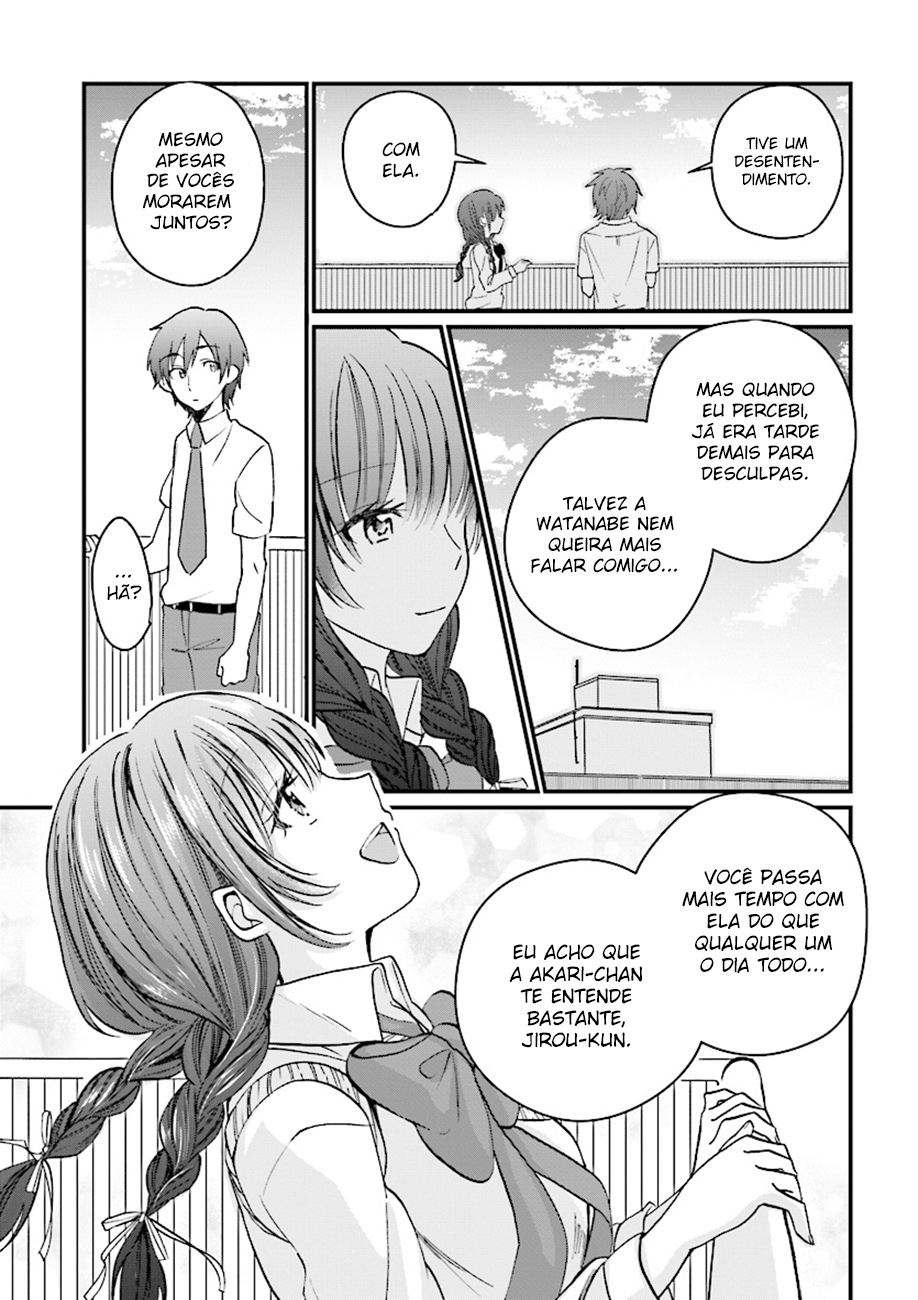 TIVE UM
DESENTEN-
DIMENTO.
COM
ELA.
MAS QUANDO
EU PERCEBI,
JÁ ERA TARDE
DEMAIS PARA
DESCULPAS.
TALVEZ A
WATANABE NEM
QUEIRA MAIS
FALAR COMIGO...
MESMO
APESAR
DE VOCÊS
MORAREM
JUNTOS?
...
HÃ?
VOCÊ PASSA
MAIS TEMPO COM
ELA DO QUE
QUALQUER UM
O DIA TODO...
EU ACHO QUE
A AKARI-CHAN
TE ENTENDE
BASTANTE,
JIROU-KUN.